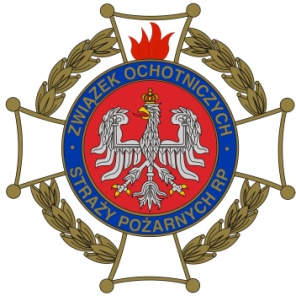 ZWIĄZEK OCHOTNICZYCH
STRAŻY POŻARNYCH RP